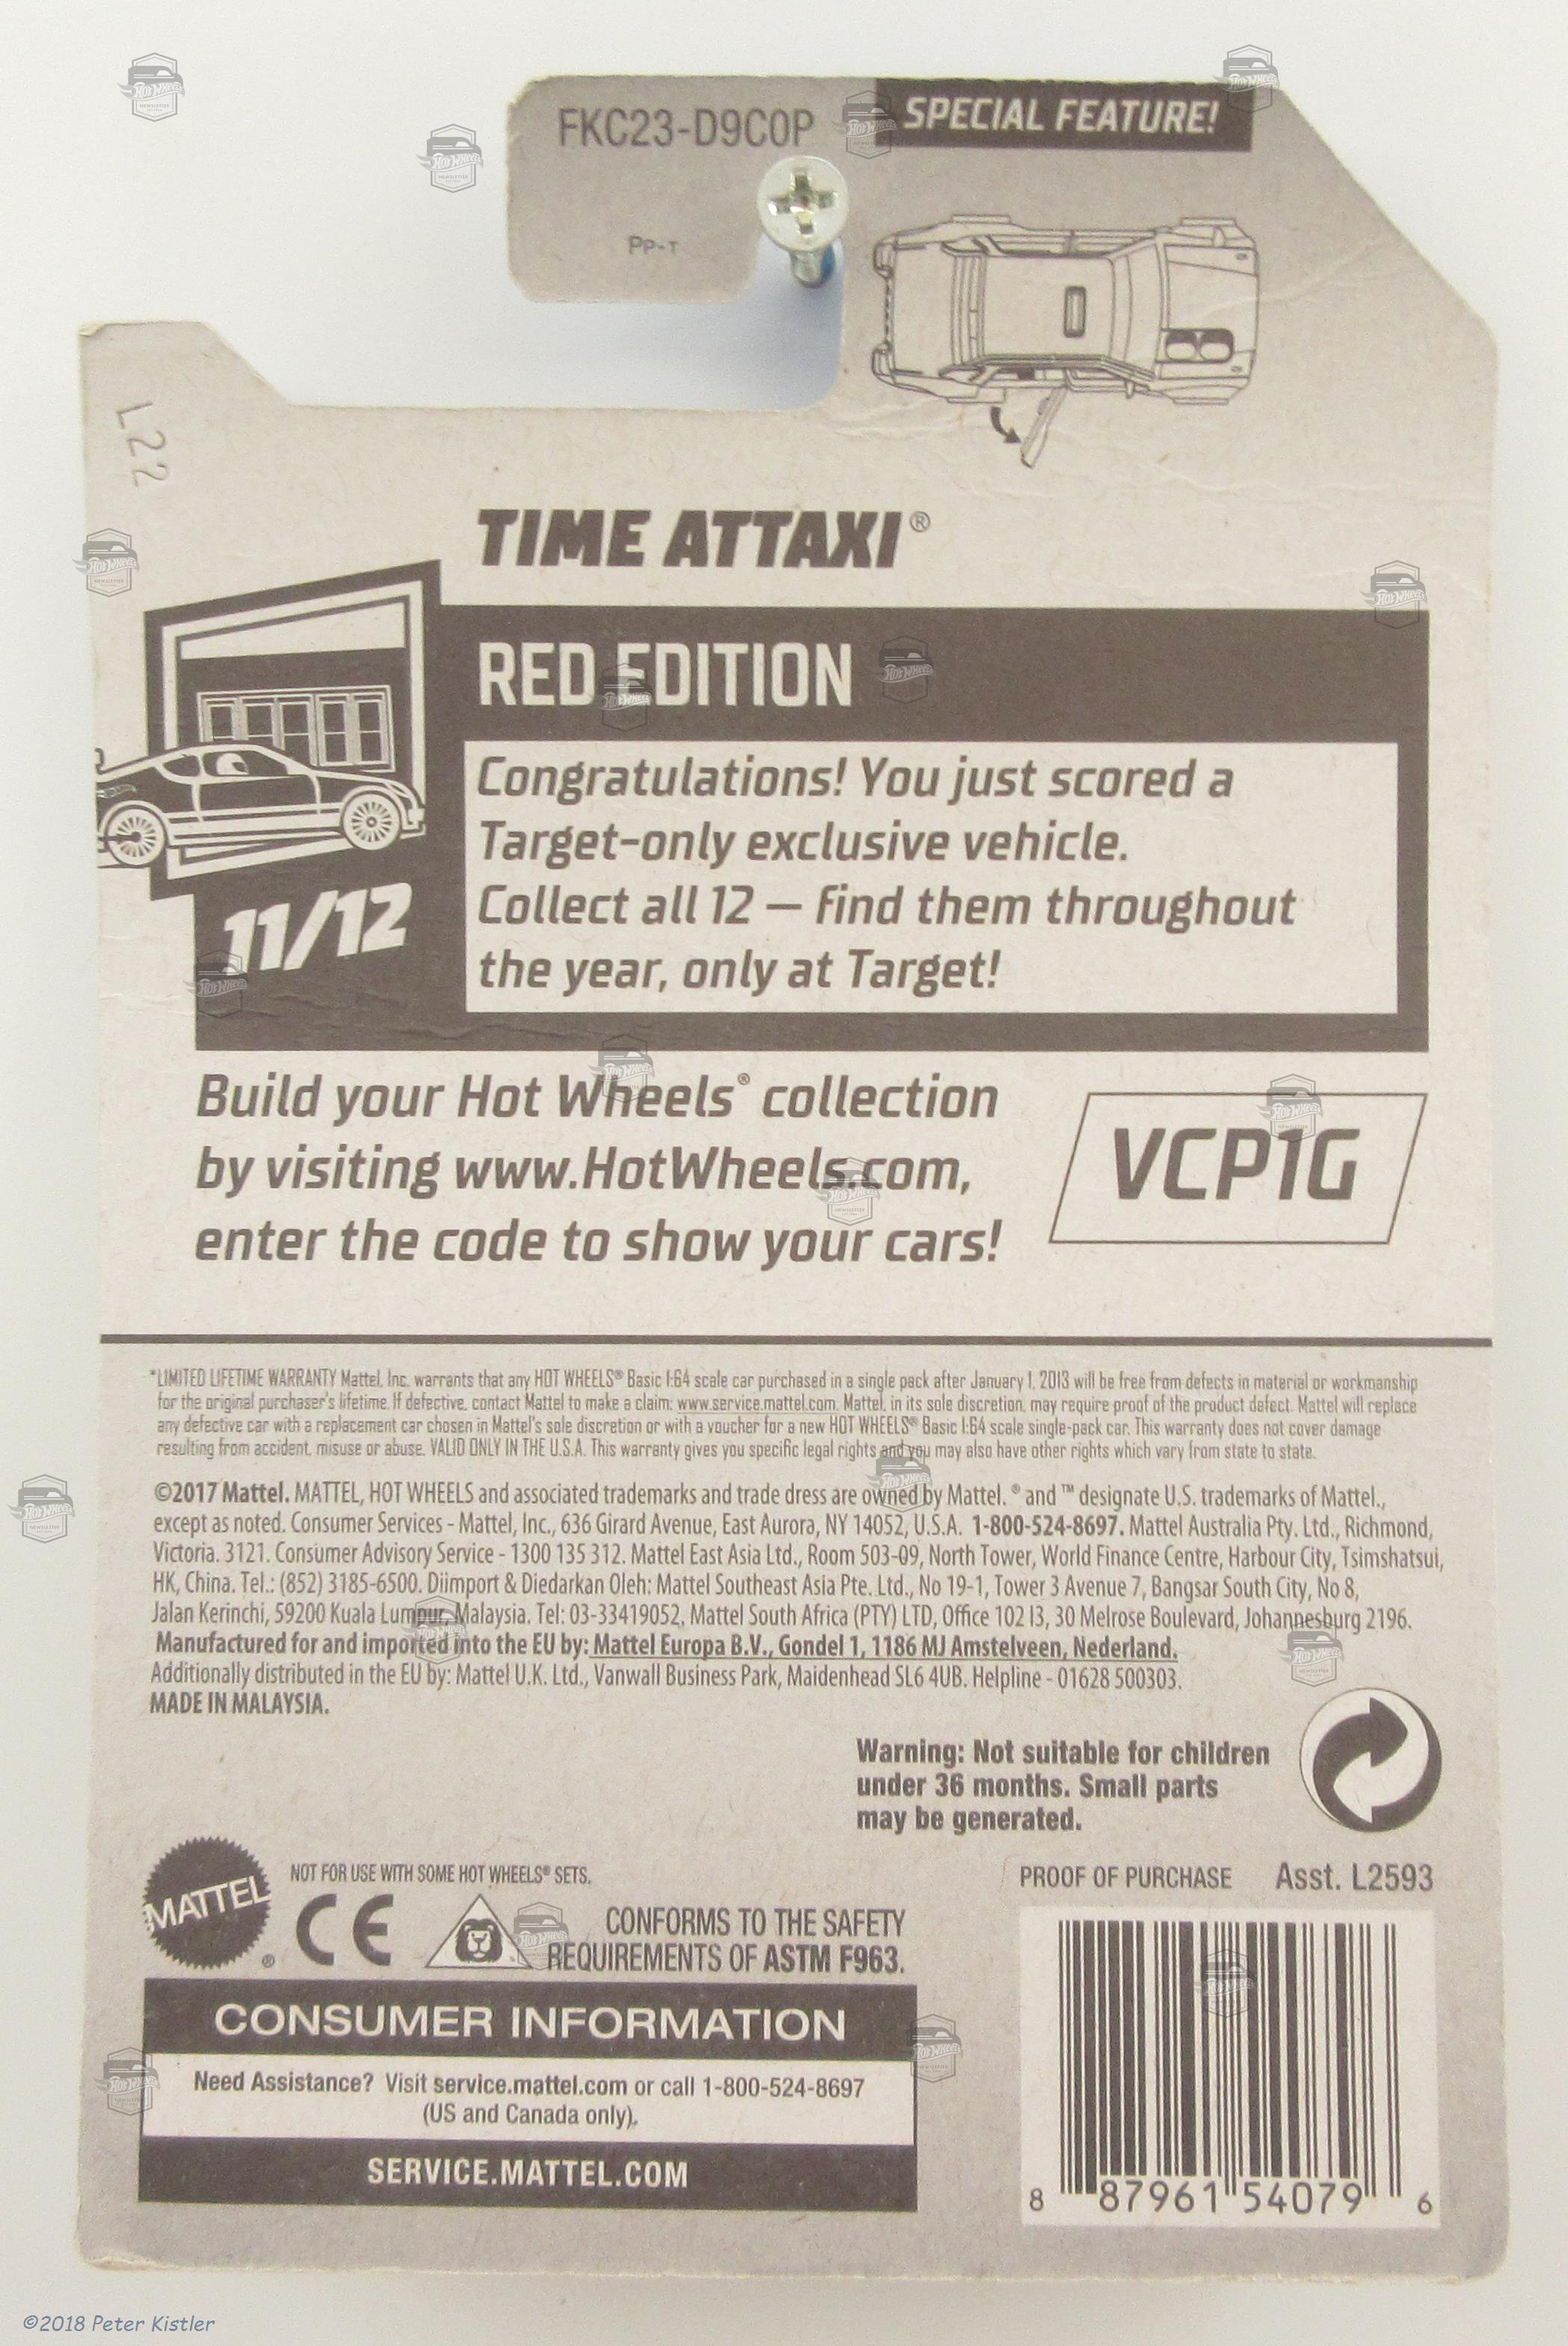 FKC23-D9C0P
SPECIAL FEATURE!
PP-T
L22
TIME ATTAXI®
RED EDITION
Congratulations! You just scored a
Target-only exclusive vehicle.
Collect all 12 – find them throughout
the year, only at Target!
11/12
Build your Hot Wheels® collection
by visiting www.HotWheels.com,
enter the code to show your cars!
VCP1G
*LIMITED LIFETIME WARRANTY Mattel, Inc. warrants that any HOT WHEELS® Basic 1:64 scale car purchased in a single pack after January 1, 2013 will be free from defects in material or workmanship
for the original purchaser's lifetime. If defective, contact Mattel to make a claim: www.service.mattel.com. Mattel, in its sole discretion, may require proof of the product defect. Mattel will replace
any defective car with a replacement car chosen in Mattel's sole discretion or with a voucher for a new HOT WHEELS® Basic 1:64 scale single-pack car. This warranty does not cover damage
resulting from accident, misuse or abuse. VALID ONLY IN THE U.S.A. This warranty gives you specific legal rights and you may also have other rights which vary from state to state.
©2017 Mattel. MATTEL, HOT WHEELS and associated trademarks and trade dress are owned by Mattel. ® and ™ designate U.S. trademarks of Mattel.,
except as noted. Consumer Services - Mattel, Inc., 636 Girard Avenue, East Aurora, NY 14052, U.S.A. 1-800-524-8697. Mattel Australia Pty. Ltd., Richmond,
Victoria. 3121. Consumer Advisory Service - 1300 135 312. Mattel East Asia Ltd., Room 503-09, North Tower, World Finance Centre, Harbour City, Tsimshatsui,
HK, China. Tel.: (852) 3185-6500. Diimport & Diedarkan Oleh: Mattel Southeast Asia Pte. Ltd., No 19-1, Tower 3 Avenue 7, Bangsar South City, No 8,
Jalan Kerinchi, 59200 Kuala Lumpur, Malaysia. Tel: 03-33419052. Mattel South Africa (PTY) LTD, Office 102 I3, 30 Melrose Boulevard, Johannesburg 2196.
Manufactured for and imported into the EU by: Mattel Europa B.V., Gondel 1, 1186 MJ Amstelveen, Nederland.
Additionally distributed in the EU by: Mattel U.K. Ltd., Vanwall Business Park, Maidenhead SL6 4UB. Helpline - 01628 500303.
MADE IN MALAYSIA.
Warning: Not suitable for children
under 36 months. Small parts
may be generated.
MATTEL®
NOT FOR USE WITH SOME HOT WHEELS® SETS.
CE
CONFORMS TO THE SAFETY
REQUIREMENTS OF ASTM F963.
PROOF OF PURCHASE Asst. L2593
CONSUMER INFORMATION
Need Assistance? Visit service.mattel.com or call 1-800-524-8697
(US and Canada only).
SERVICE.MATTEL.COM
8 87961 54079 6
©2018 Peter Kistler